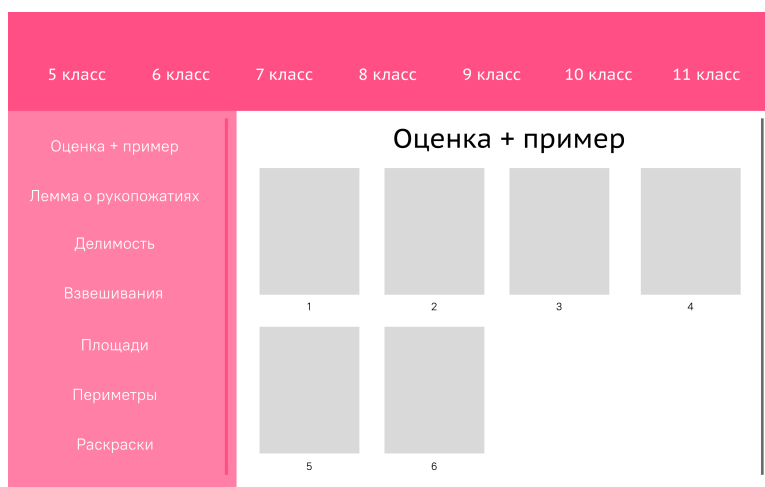 5 класс 6 класс 7 класс 8 класс 9 класс 10 класс 11 класс
Оценка + пример
Лемма о рукопожатиях
Делимость
Взвешивания
Площади
Периметры
Раскраски
Оценка + пример
1 2 3 4
5 6